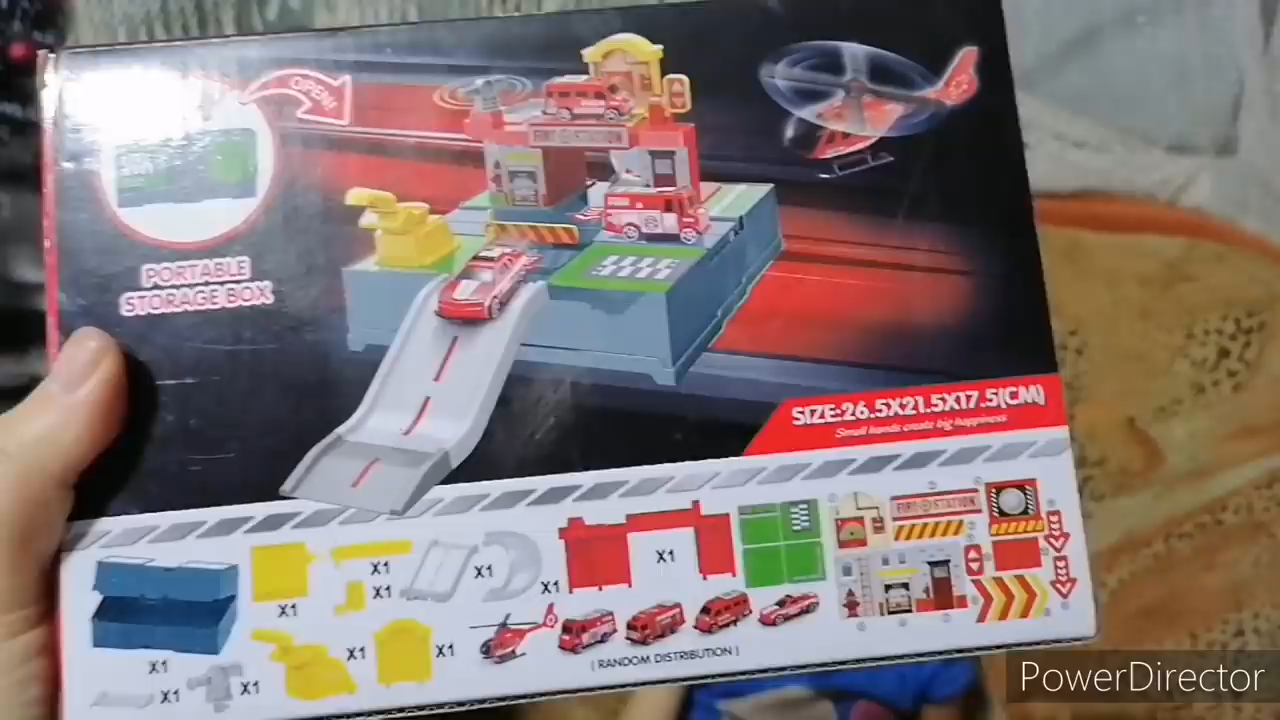 OPEN!
FIRE STATION
PORTABLE
STORAGE BOX
SIZE:26.5X21.5X17.5(CM)
Small hands create big happiness
FIRE STATION
X1
X1
X1
X1
X1
X1
X1
X1
X1
X1
X1
( RANDOM DISTRIBUTION )
PowerDirector